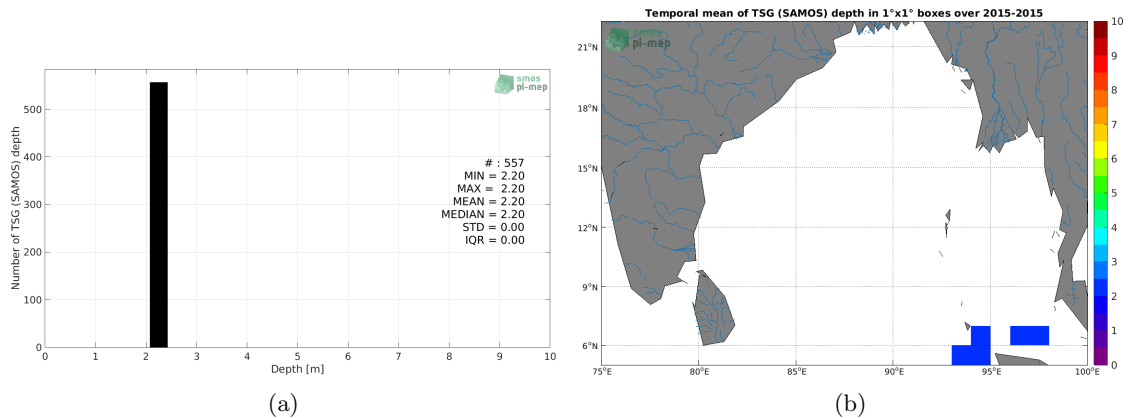 smos
pi-mep
Number of TSG (SAMOS) depth
500
400
300
200
100
0
# : 557
MIN = 2.20
MAX = 2.20
MEAN = 2.20
MEDIAN = 2.20
STD = 0.00
IQR = 0.00
0 1 2 3 4 5 6 7 8 9 10
Depth [m]
(a)
Temporal mean of TSG (SAMOS) depth in 1°x1° boxes over 2015-2015
smos
pi-mep
21°N
18°N
15°N
12°N
9°N
6°N
75°E 80°E 85°E 90°E 95°E 100°E
10
9
8
7
6
5
4
3
2
1
0
(b)